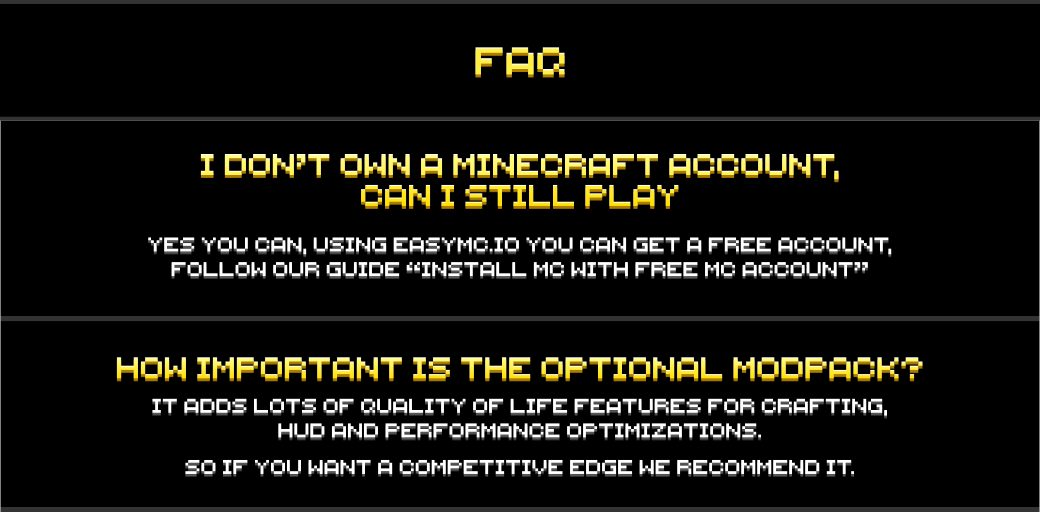 FAQ
I DON'T OWN A MINECRAFT ACCOUNT,
CAN I STILL PLAY
YES YOU CAN, USING EASYMC.IO YOU CAN GET A FREE ACCOUNT,
FOLLOW OUR GUIDE “INSTALL MC WITH FREE MC ACCOUNT”
HOW IMPORTANT IS THE OPTIONAL MODPACK?
IT ADDS LOTS OF QUALITY OF LIFE FEATURES FOR CRAFTING,
HUD AND PERFORMANCE OPTIMIZATIONS.
SO IF YOU WANT A COMPETITIVE EDGE WE RECOMMEND IT.